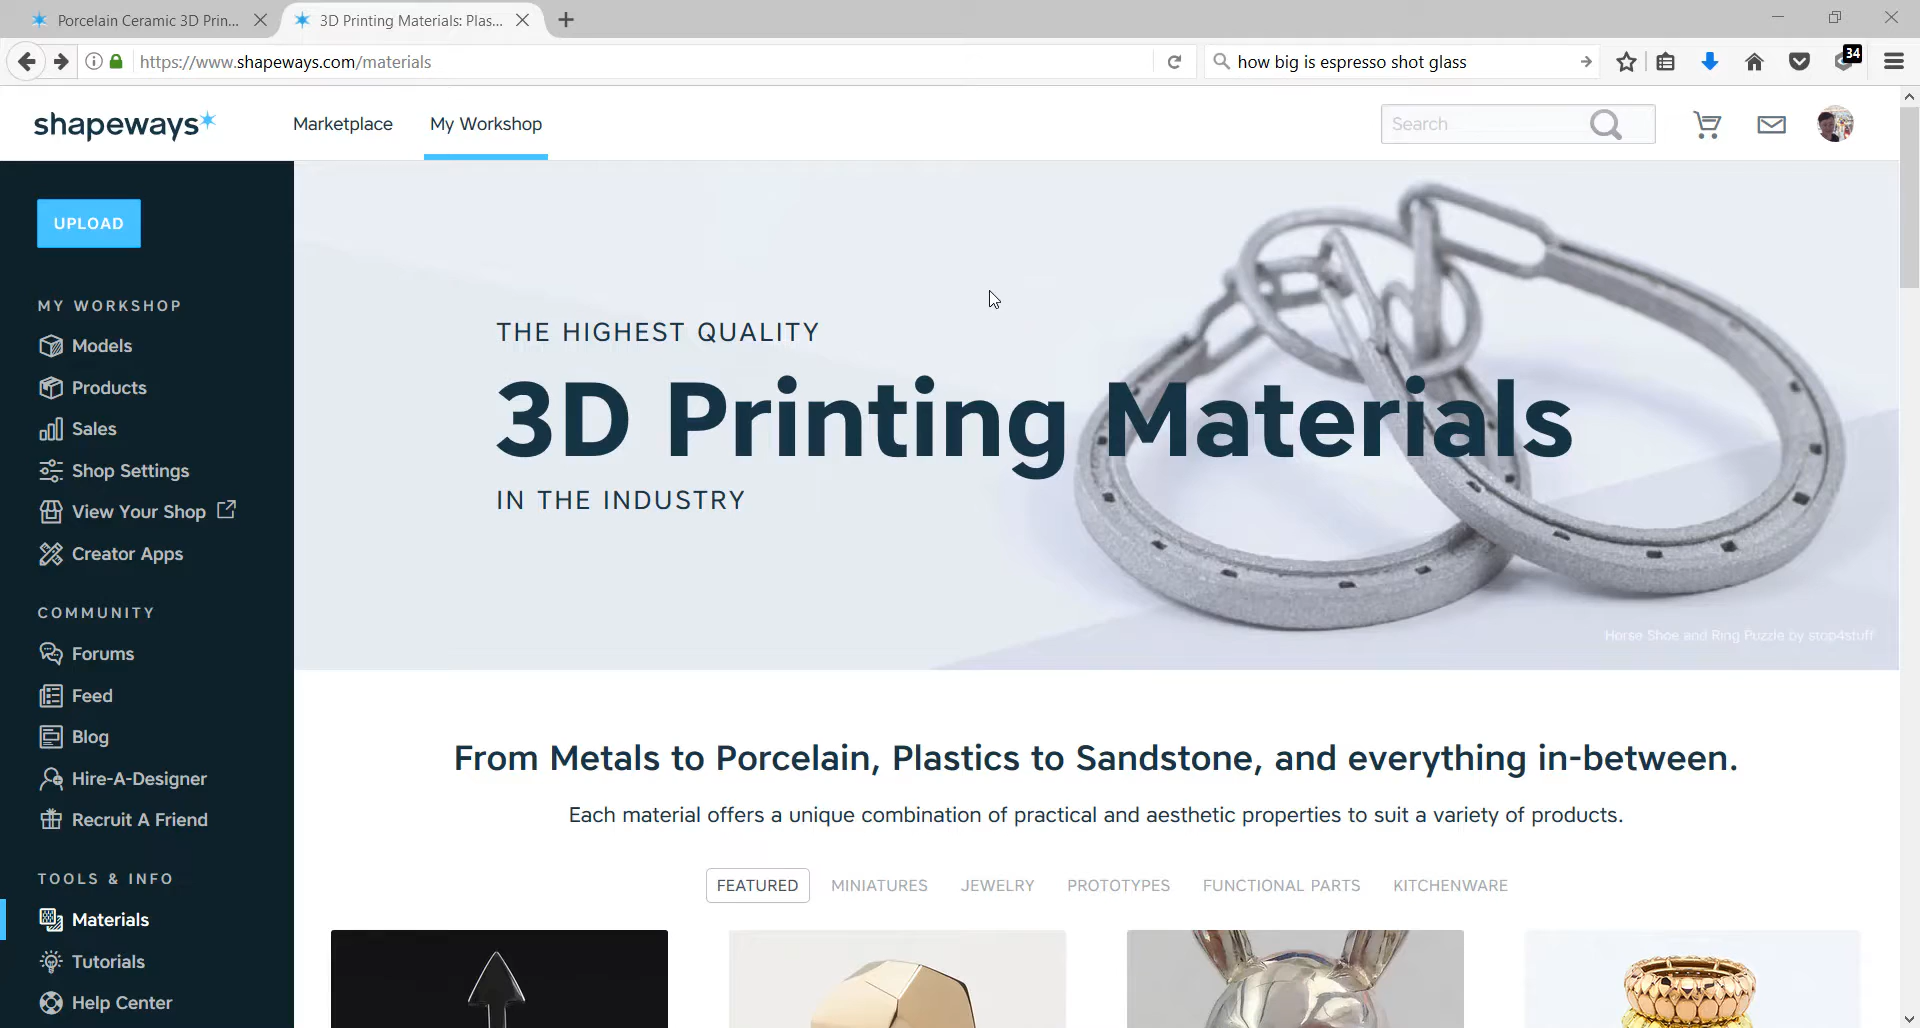 Porcelain Ceramic 3D Prin...
3D Printing Materials: Plas...
https://www.shapeways.com/materials
how big is espresso shot glass
34
shapeways
Marketplace
My Workshop
Search
UPLOAD
MY WORKSHOP
Models
Products
Sales
Shop Settings
View Your Shop
Creator Apps
COMMUNITY
Forums
Feed
Blog
Hire-A-Designer
Recruit A Friend
TOOLS & INFO
Materials
Tutorials
Help Center
THE HIGHEST QUALITY
3D Printing Materials
IN THE INDUSTRY
Horse Shoe and Ring Puzzle by stop4stuff
From Metals to Porcelain, Plastics to Sandstone, and everything in-between.
Each material offers a unique combination of practical and aesthetic properties to suit a variety of products.
FEATURED
MINIATURES
JEWELRY
PROTOTYPES
FUNCTIONAL PARTS
KITCHENWARE